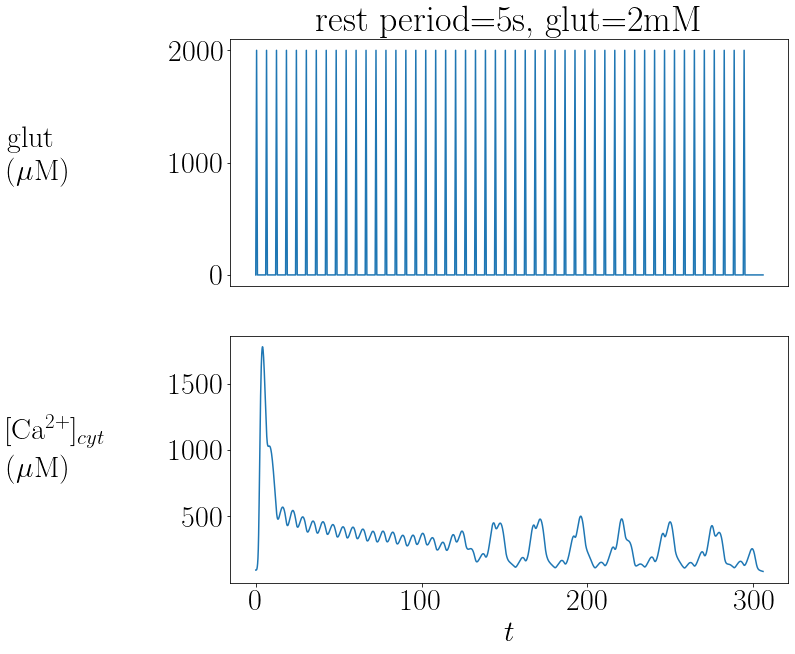 rest period=5s, glut=2mM
2000
glut
(μM)
1000
0
1500
[Ca²⁺]cyt
(μM)
1000
500
0 100 200 300
t